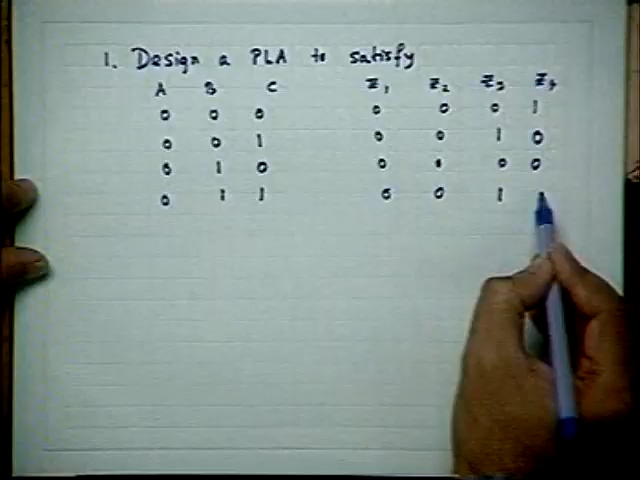 1. Design a PLA to satisfy
A B C Z1 Z2 Z3 Z4
0 0 0 0 0 0 1
0 0 1 0 0 1 0
0 1 0 0 0 0 0
0 1 1 0 0 1